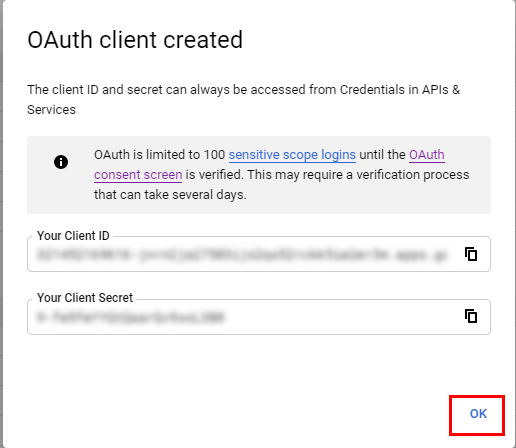 OAuth client created
The client ID and secret can always be accessed from Credentials in APIs &
Services
OAuth is limited to 100 sensitive scope logins until the OAuth
consent screen is verified. This may require a verification process
that can take several days.
Your Client ID
Your Client Secret
OK